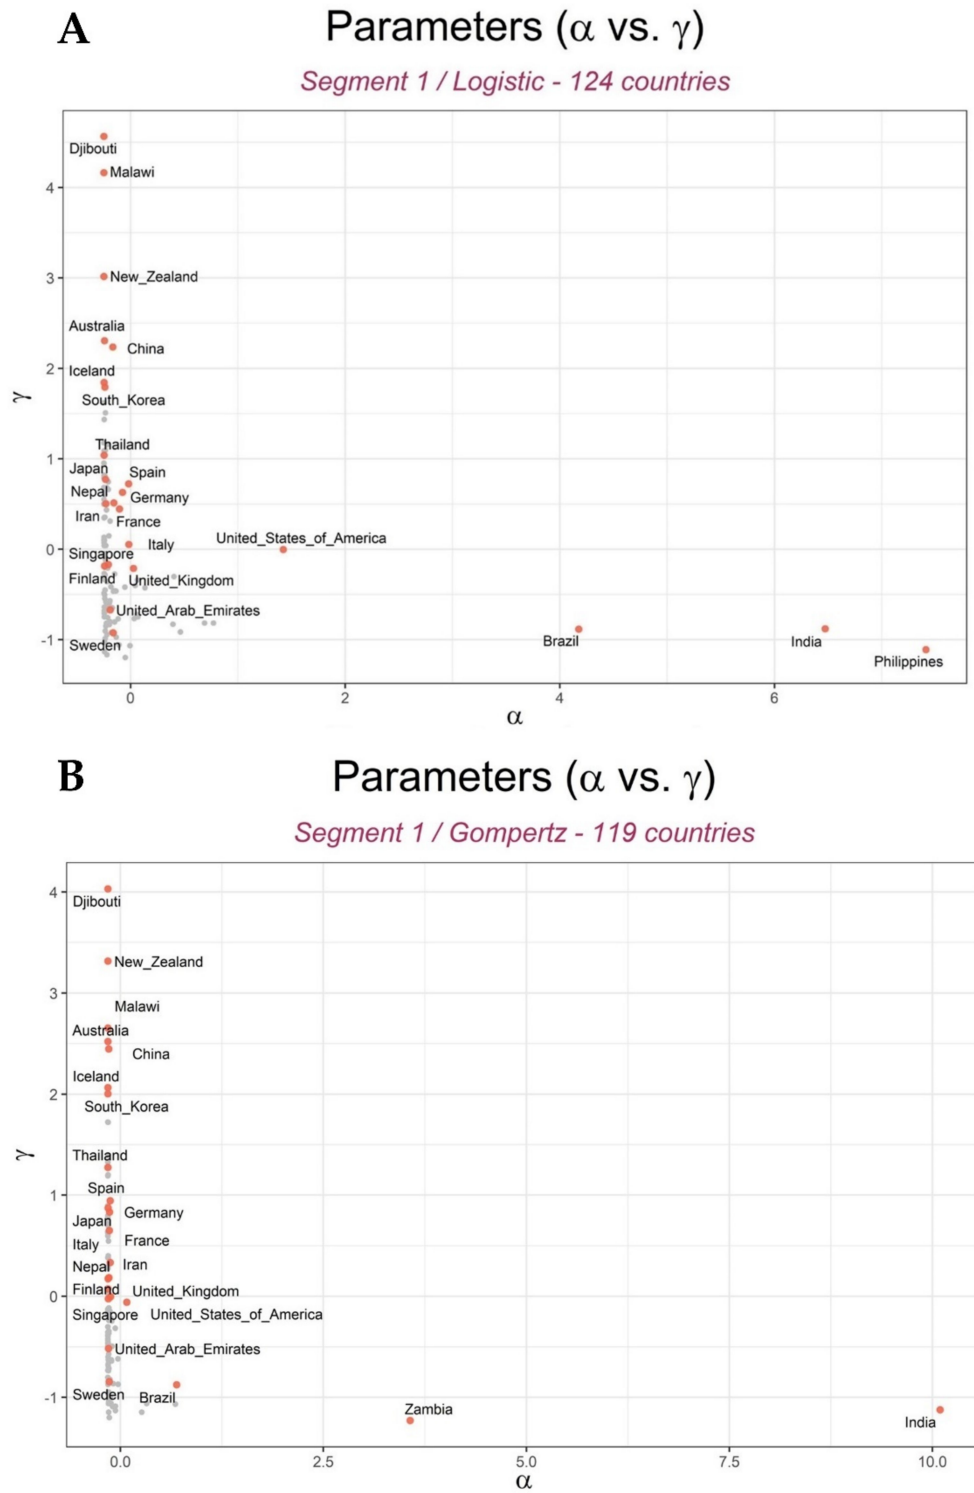 A
Parameters (α vs. γ)
Segment 1 / Logistic - 124 countries
Djibouti
Malawi
4
3
New_Zealand
Australia
China
2
Iceland
γ
South_Korea
Thailand
1
Japan
Spain
Nepal
Germany
Iran
France
United_States_of_America
Italy
0
Singapore
Finland
United_Kingdom
United_Arab_Emirates
-1
Sweden
Brazil
India
Philippines
0
2
4
6
α
B
Parameters (α vs. γ)
Segment 1 / Gompertz - 119 countries
4
Djibouti
New_Zealand
3
Malawi
Australia
China
Iceland
2
South_Korea
γ
Thailand
Spain
1
Japan
Germany
Italy
France
Nepal
Iran
Finland
United_Kingdom
0
Singapore
United_States_of_America
United_Arab_Emirates
-1
Sweden
Brazil
Zambia
India
0.0
2.5
5.0
7.5
10.0
α